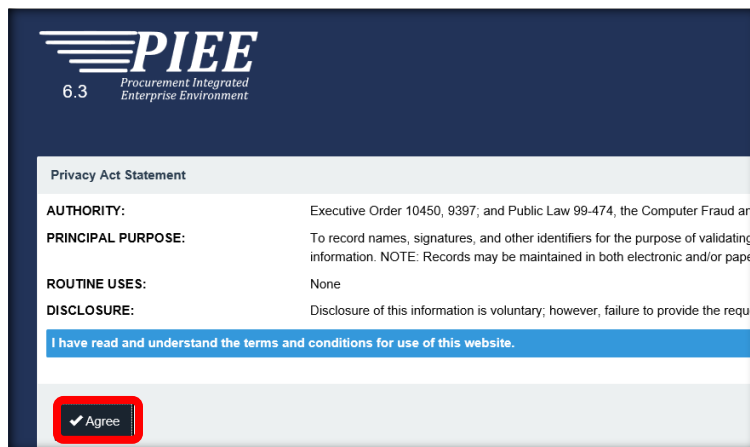 PIEE
Procurement Integrated
6.3
Enterprise Environment
Privacy Act Statement
AUTHORITY:
Executive Order 10450, 9397; and Public Law 99-474, the Computer Fraud
PRINCIPAL PURPOSE:
To record names, signatures, and other identifiers for the purpose of validating
information. NOTE: Records may be maintained in both electronic and/or
ROUTINE USES:
None
DISCLOSURE:
Disclosure of this information is voluntary; however, failure to provide the
I have read and understand the terms and conditions for use of this website.
Agree